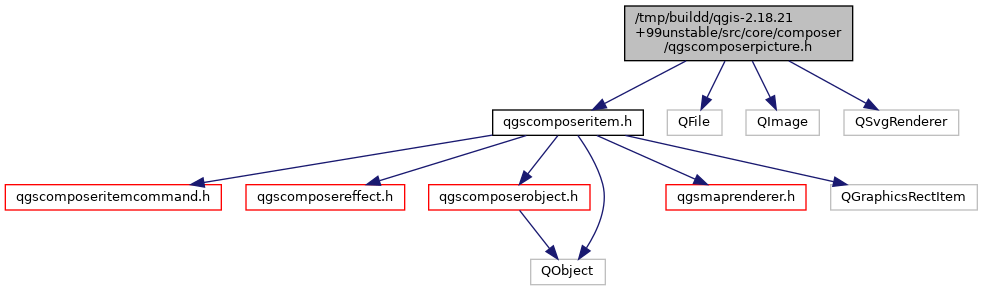 /tmp/buildd/qgis-2.18.21
+99unstable/src/core/composer
/qgscomposerpicture.h
qgscomposeritem.h
QFile
QImage
QSvgRenderer
qgscomposeritemcommand.h
qgscomposereffect.h
qgscomposerobject.h
qgsmaprenderer.h
QGraphicsRectItem
QObject